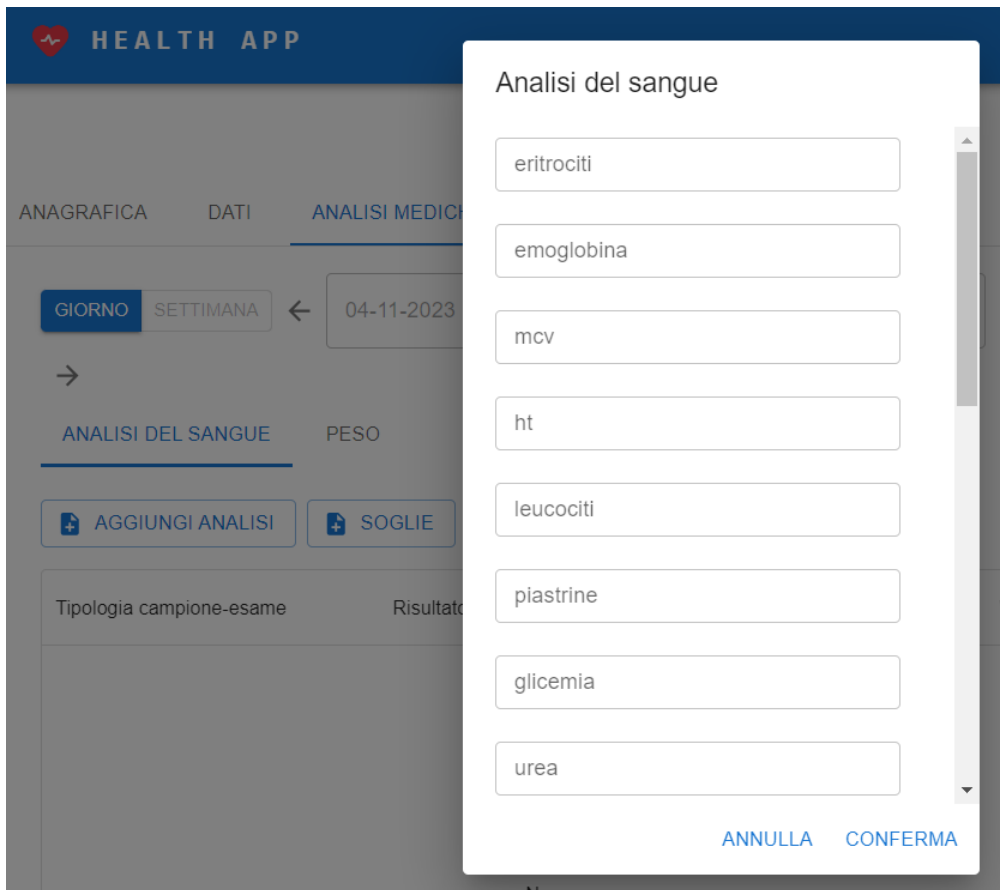 HEALTH APP
ANAGRAFICA DATI ANALISI MEDICH
GIORNO SETTIMANA 04-11-2023
ANALISI DEL SANGUE PESO
AGGIUNGI ANALISI SOGLIE
Tipologia campione-esame Risultato
Analisi del sangue
eritrociti
emoglobina
mcv
ht
leucociti
piastrine
glicemia
urea
ANNULLA CONFERMA